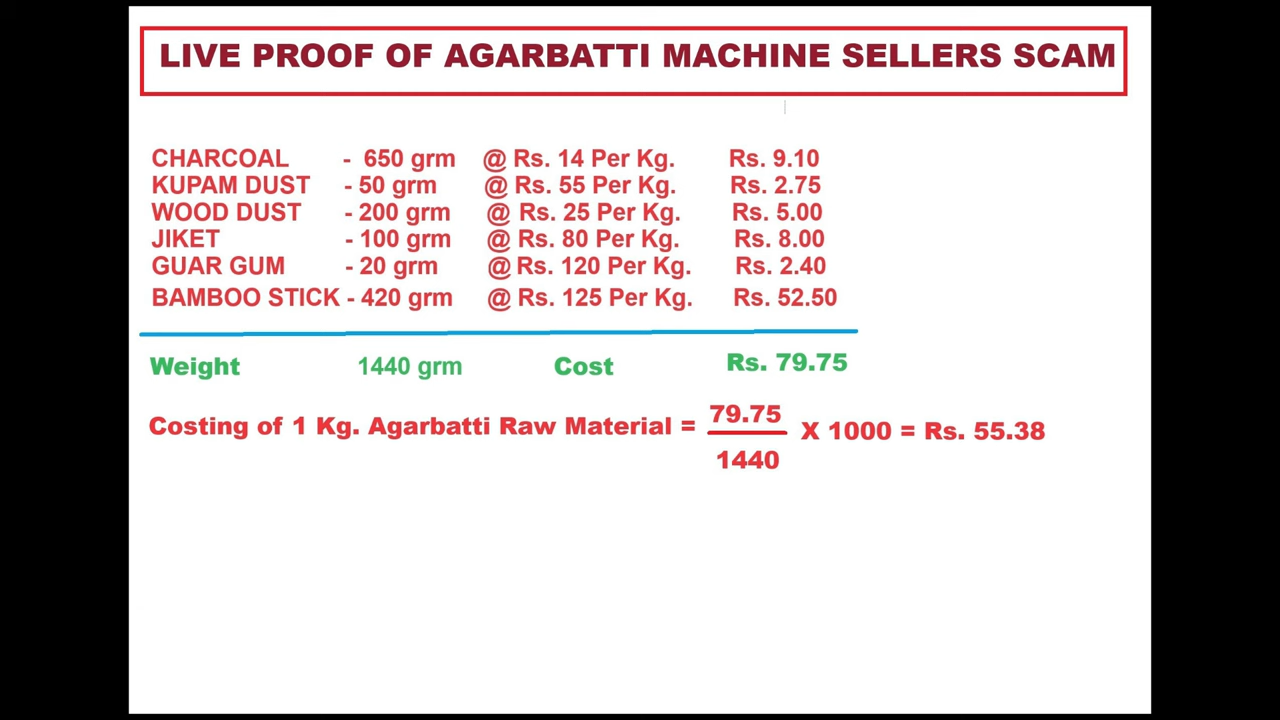 LIVE PROOF OF AGARBATTI MACHINE SELLERS SCAM
CHARCOAL - 650 grm @ Rs. 14 Per Kg. Rs. 9.10
KUPAM DUST - 50 grm @ Rs. 55 Per Kg. Rs. 2.75
WOOD DUST - 200 grm @ Rs. 25 Per Kg. Rs. 5.00
JIKET - 100 grm @ Rs. 80 Per Kg. Rs. 8.00
GUAR GUM - 20 grm @ Rs. 120 Per Kg. Rs. 2.40
BAMBOO STICK - 420 grm @ Rs. 125 Per Kg. Rs. 52.50
Weight 1440 grm Cost Rs. 79.75
Costing of 1 Kg. Agarbatti Raw Material = 79.75 X 1000 = Rs. 55.38
1440